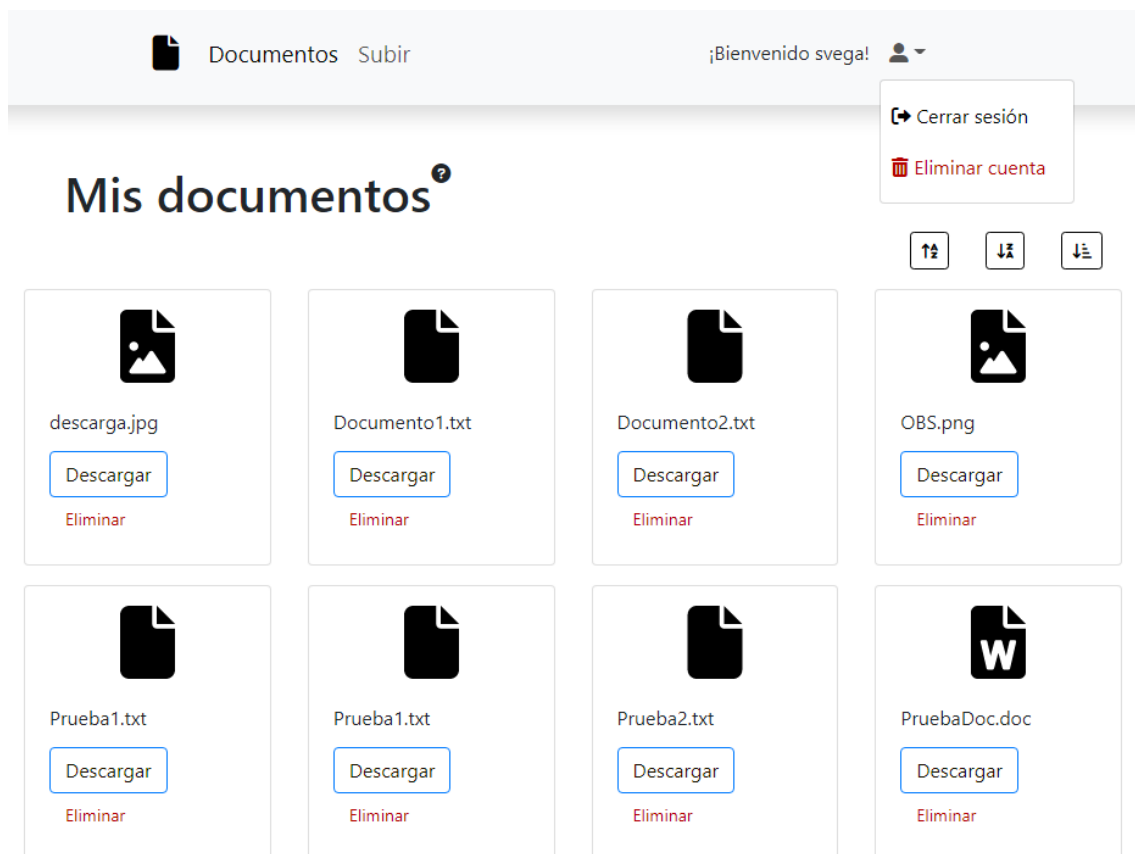 Documentos Subir ¡Bienvenido svega!
Cerrar sesión
Eliminar cuenta
Mis documentos
descarga.jpg Documento1.txt Documento2.txt OBS.png
Descargar Descargar Descargar Descargar
Eliminar Eliminar Eliminar Eliminar
Prueba1.txt Prueba1.txt Prueba2.txt PruebaDoc.doc
Descargar Descargar Descargar Descargar
Eliminar Eliminar Eliminar Eliminar